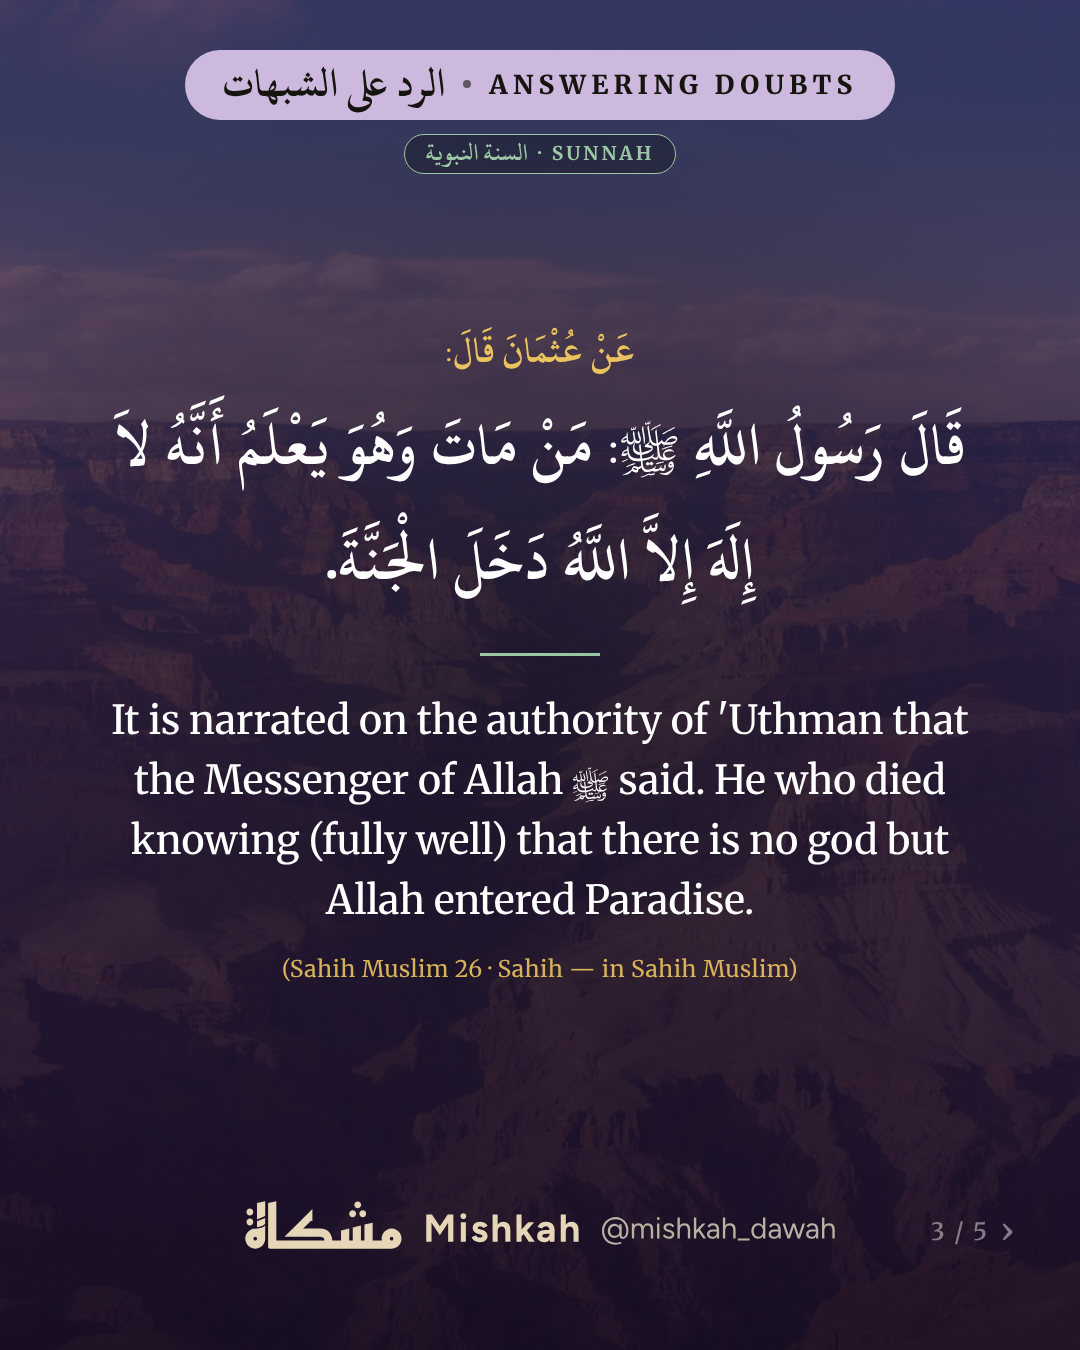 الرد على الشبهات • ANSWERING DOUBTS
السنة النبوية · SUNNAH
عَنْ عُثْمَانَ قَالَ:
قَالَ رَسُولُ اللَّهِ ﷺ: مَنْ مَاتَ وَهُوَ يَعْلَمُ أَنَّهُ لاَ
إِلَهَ إِلاَّ اللَّهُ دَخَلَ الْجَنَّةَ.
It is narrated on the authority of 'Uthman that
the Messenger of Allah ﷺ said. He who died
knowing (fully well) that there is no god but
Allah entered Paradise.
(Sahih Muslim 26 · Sahih — in Sahih Muslim)
مشكاة Mishkah @mishkah_dawah
3 / 5 ›